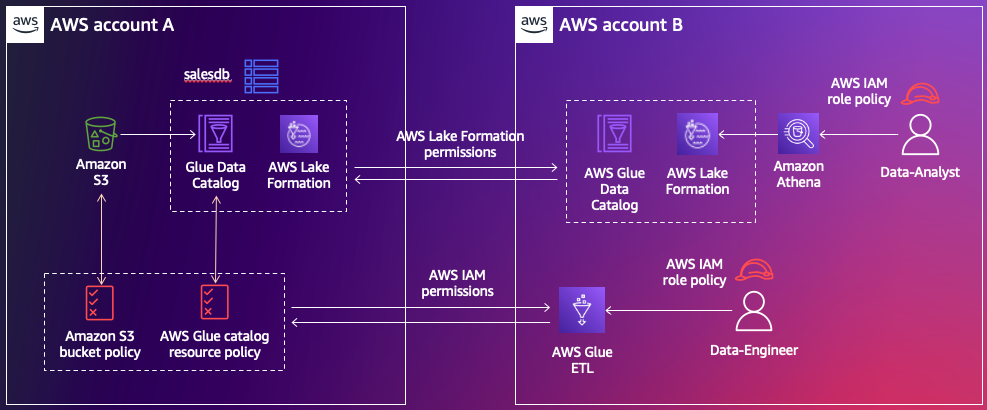 aws
AWS account A
aws
AWS account B
salesdb
AWS IAM
role policy
Amazon
S3
Glue Data
Catalog
AWS Lake
Formation
AWS Lake Formation
permissions
AWS Glue
Data
Catalog
AWS Lake
Formation
Amazon
Athena
Data-Analyst
AWS IAM
permissions
AWS IAM
role policy
Amazon S3
bucket policy
AWS Glue catalog
resource policy
AWS Glue
ETL
Data-Engineer